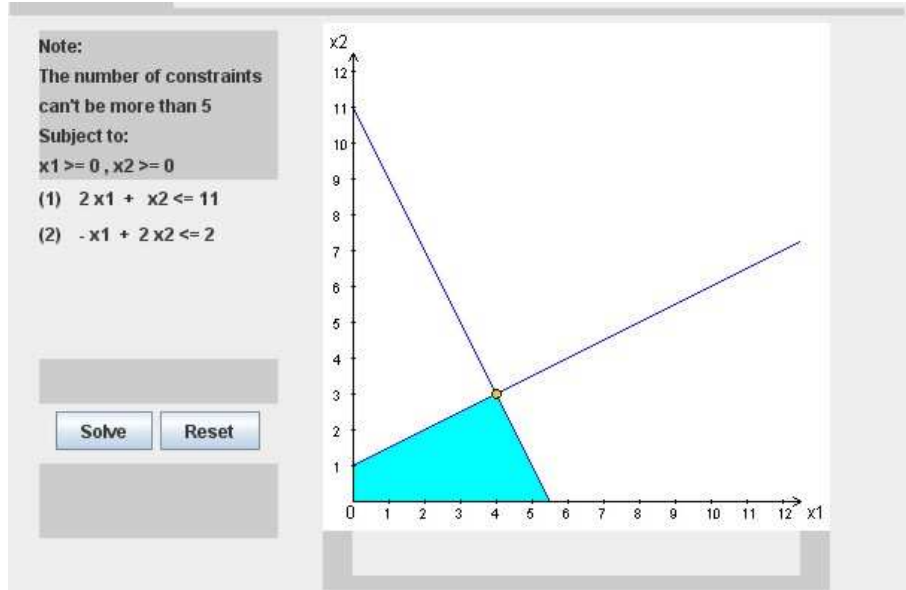 Note:
The number of constraints
can't be more than 5
Subject to:
x1 >= 0 , x2 >= 0
(1) 2 x1 + x2 <= 11
(2) - x1 + 2 x2 <= 2
Solve Reset
x2
12
11
10
9
8
7
6
5
4
3
2
1
0 1 2 3 4 5 6 7 8 9 10 11 12 x1